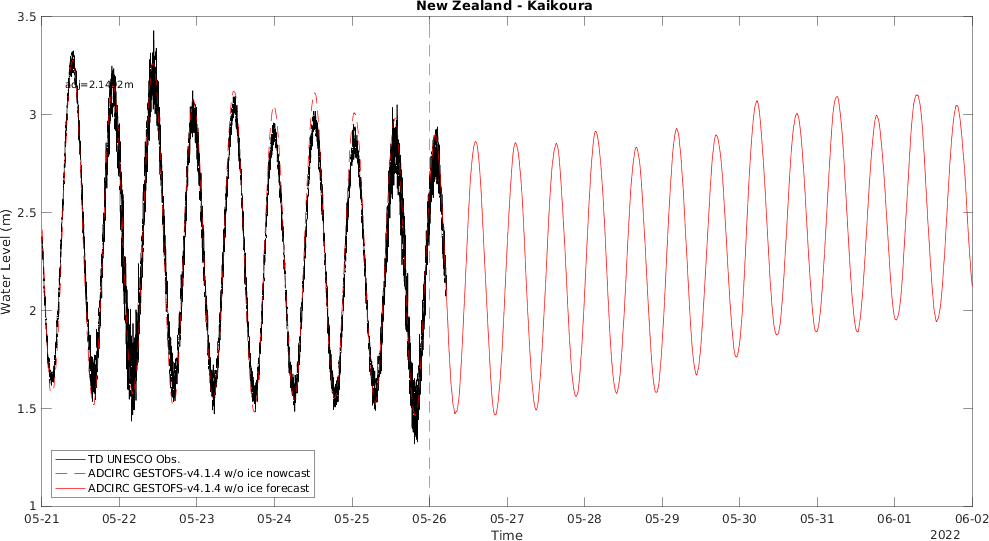 New Zealand - Kaikoura
3.5
3
2.5
2
1.5
1
Water Level (m)
TD UNESCO Obs.
ADCIRC GESTOFS-v4.1.4 w/o ice nowcast
ADCIRC GESTOFS-v4.1.4 w/o ice forecast
05-21 05-22 05-23 05-24 05-25 05-26 05-27 05-28 05-29 05-30 05-31 06-01 06-02
Time
2022